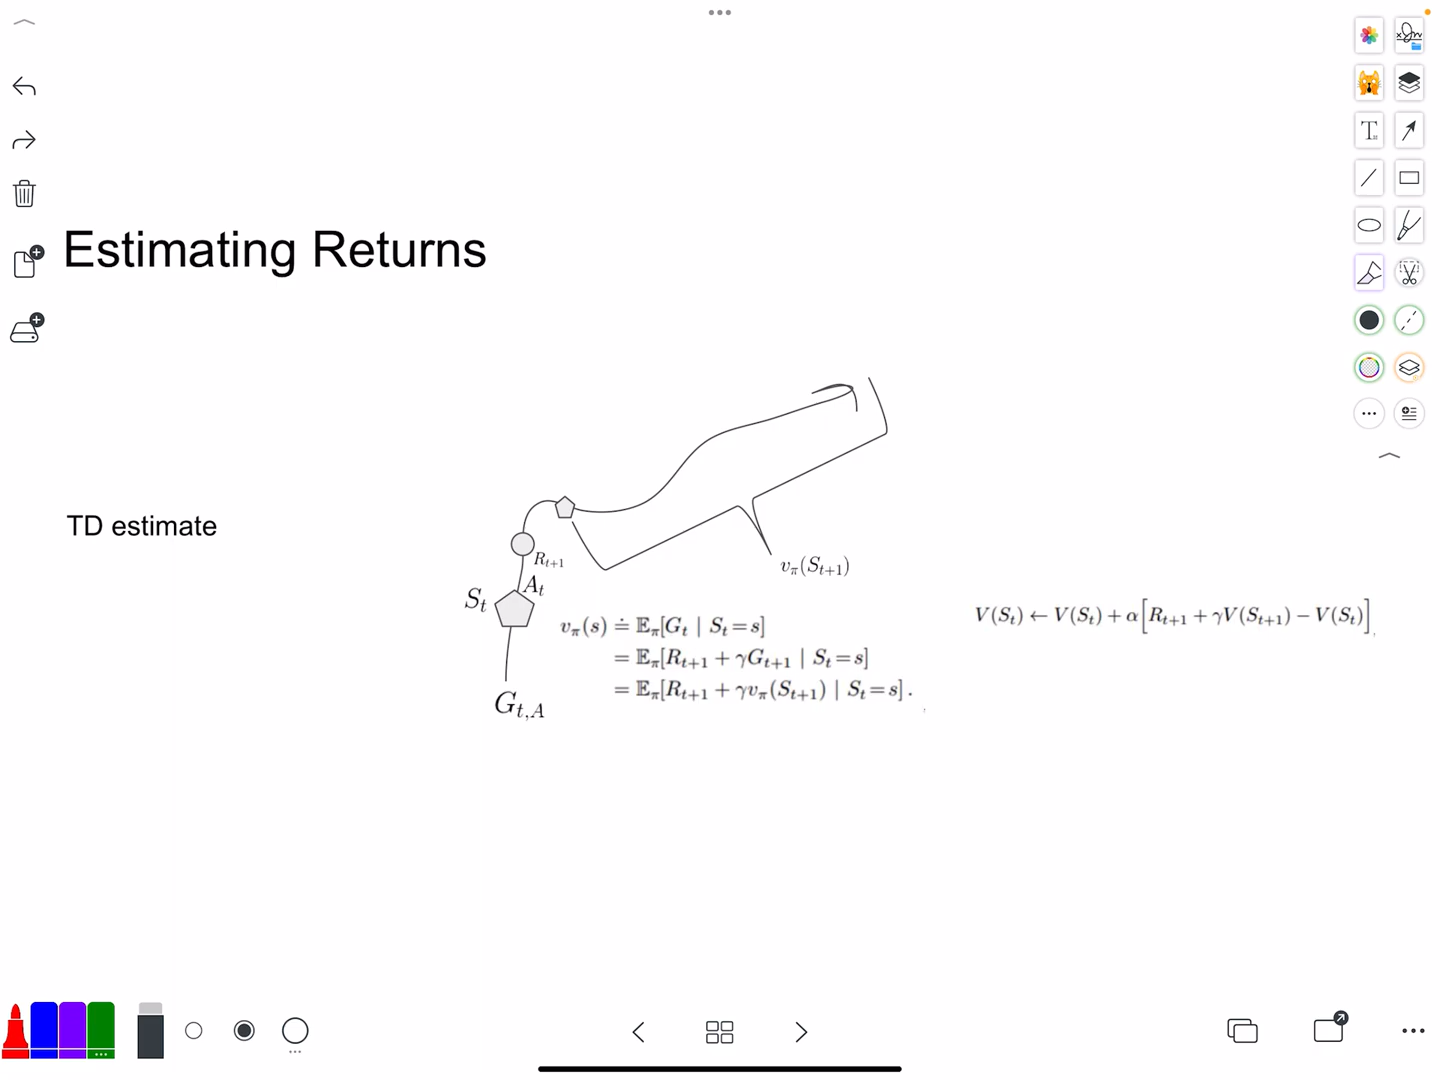 Estimating Returns
TD estimate
R_{t+1}
A_t
S_t
G_{t,A}
v_π(S_{t+1})
v_π(s) ≐ 𝔼_π[G_t | S_t=s]
= 𝔼_π[R_{t+1} + γG_{t+1} | S_t=s]
= 𝔼_π[R_{t+1} + γv_π(S_{t+1}) | S_t=s].
V(S_t) ← V(S_t) + α[R_{t+1} + γV(S_{t+1}) − V(S_t)]